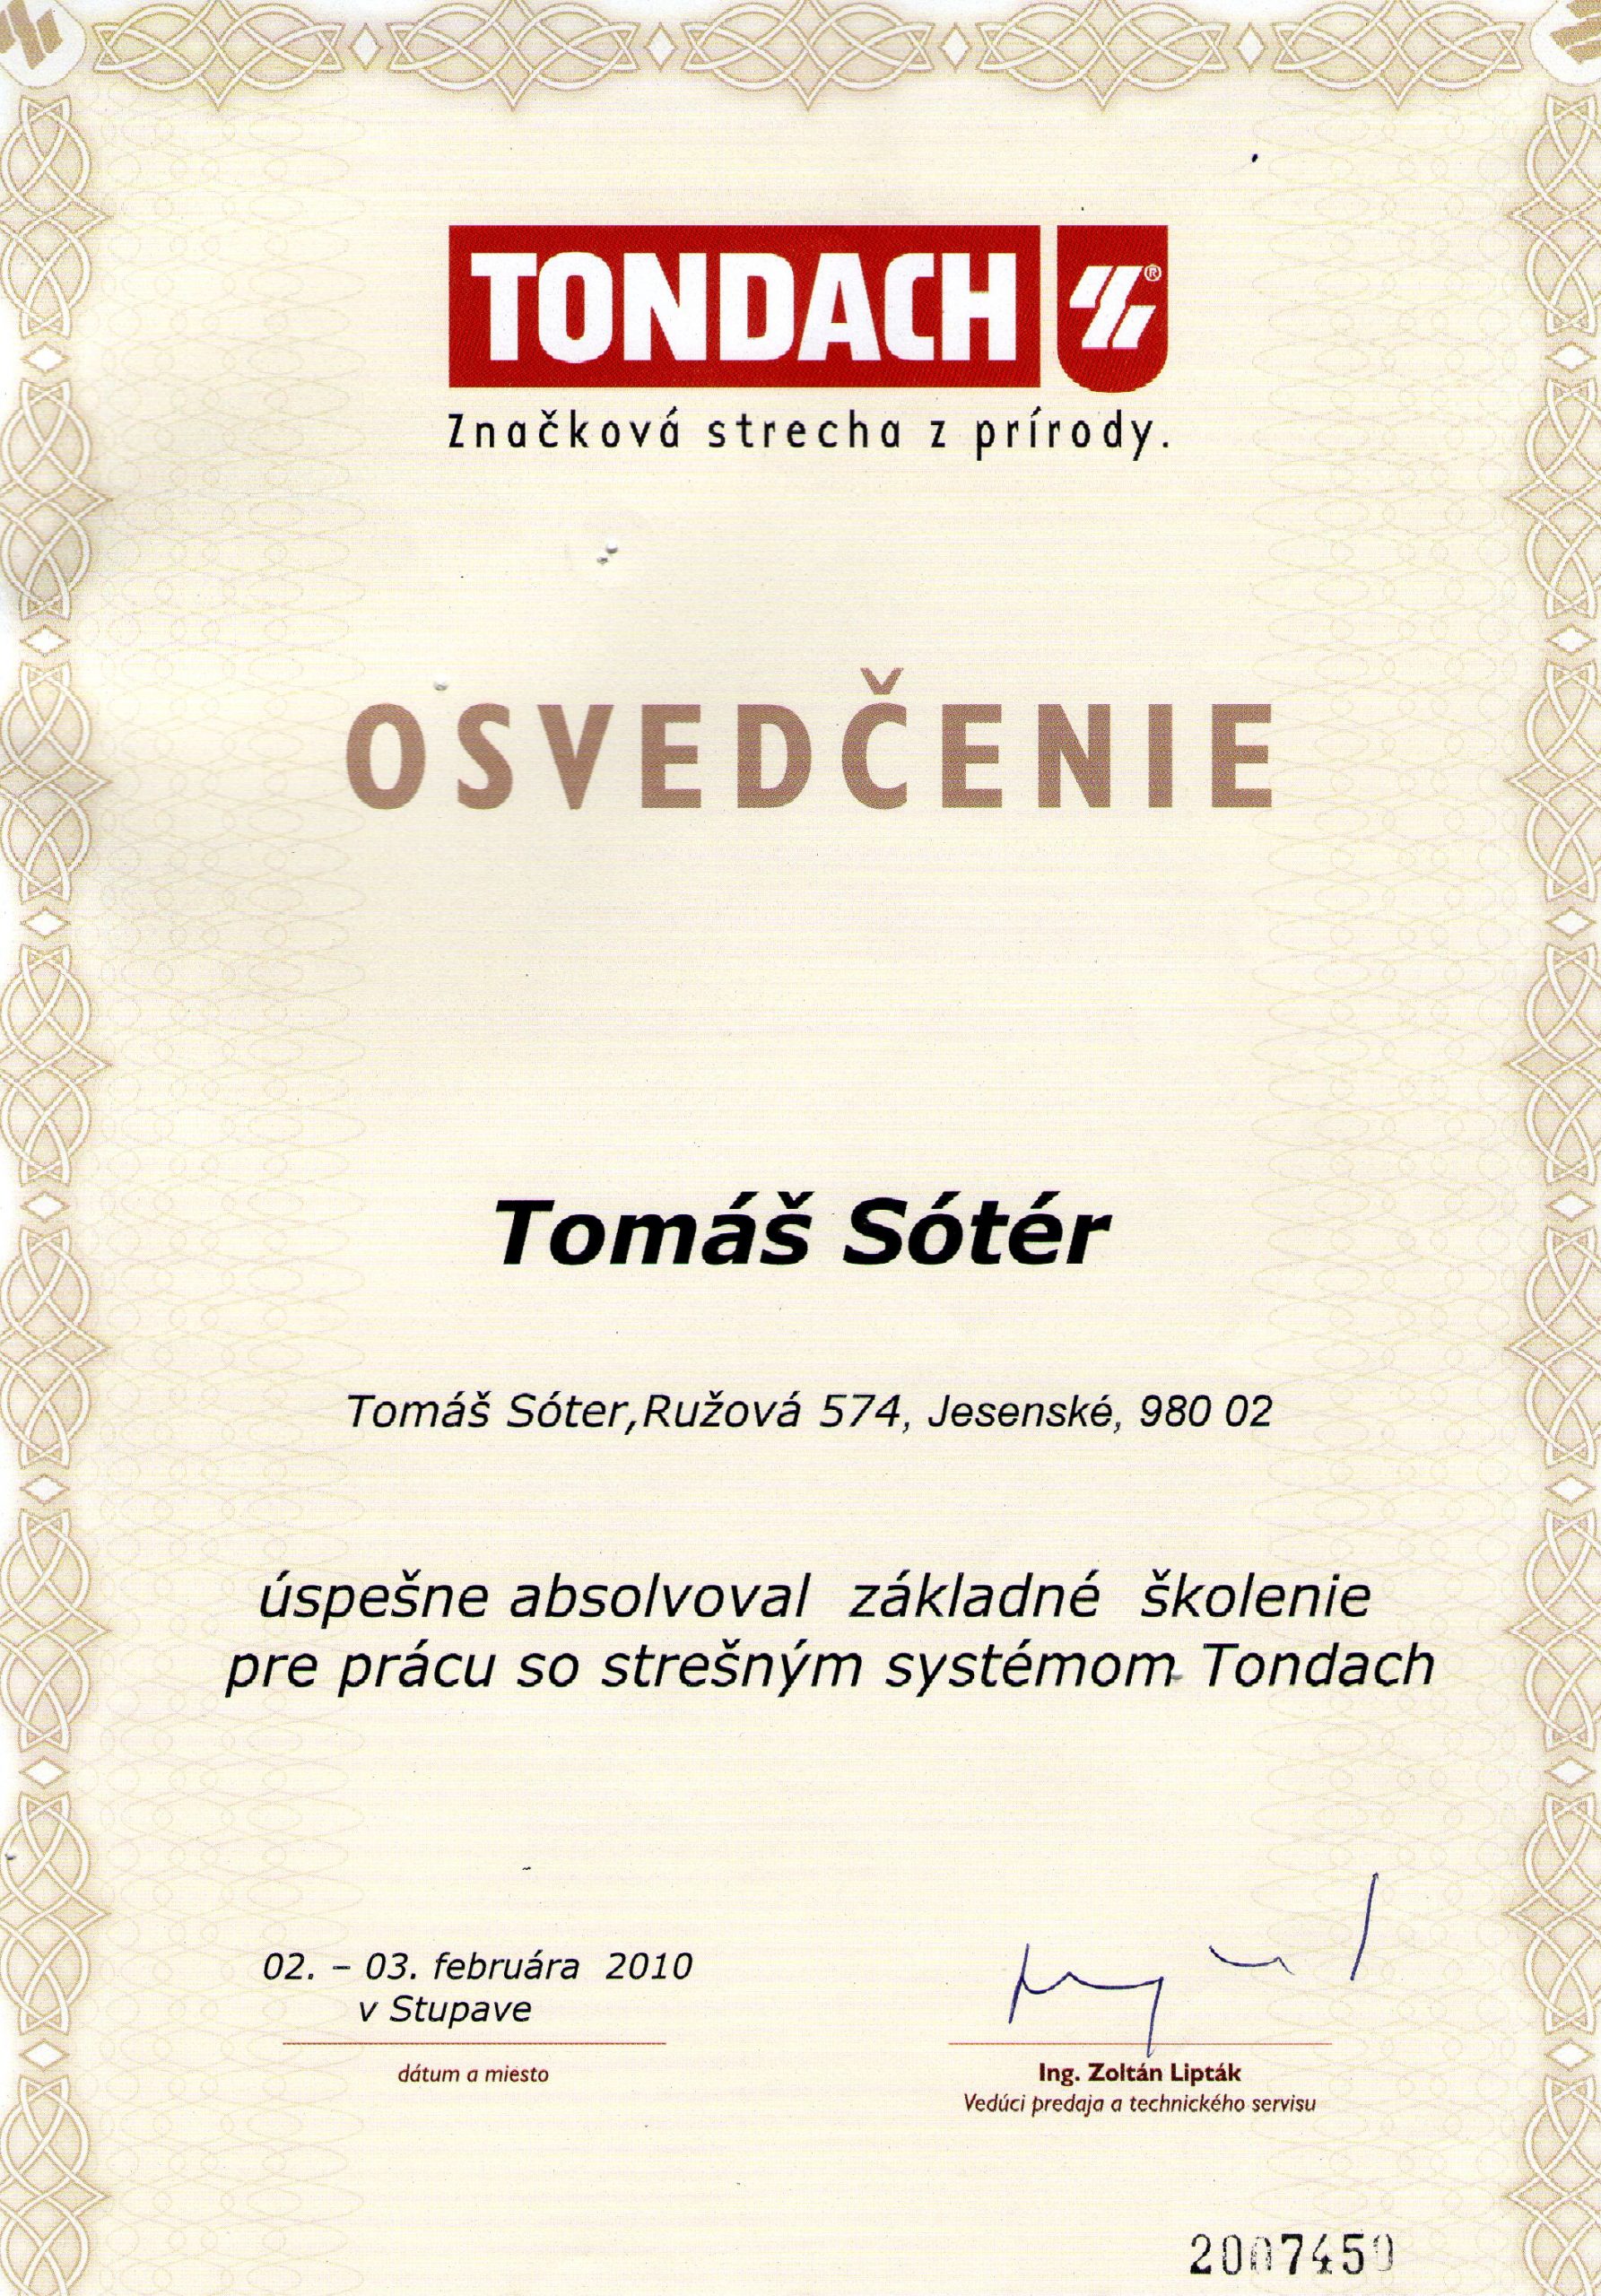 TONDACH ®
Značková strecha z prírody.
OSVEDČENIE
Tomáš Sótér
Tomáš Sóter,Ružová 574, Jesenské, 980 02
úspešne absolvoval základné školenie
pre prácu so strešným systémom Tondach
02. – 03. februára 2010
v Stupave
dátum a miesto
Ing. Zoltán Lipták
Vedúci predaja a technického servisu
2007450